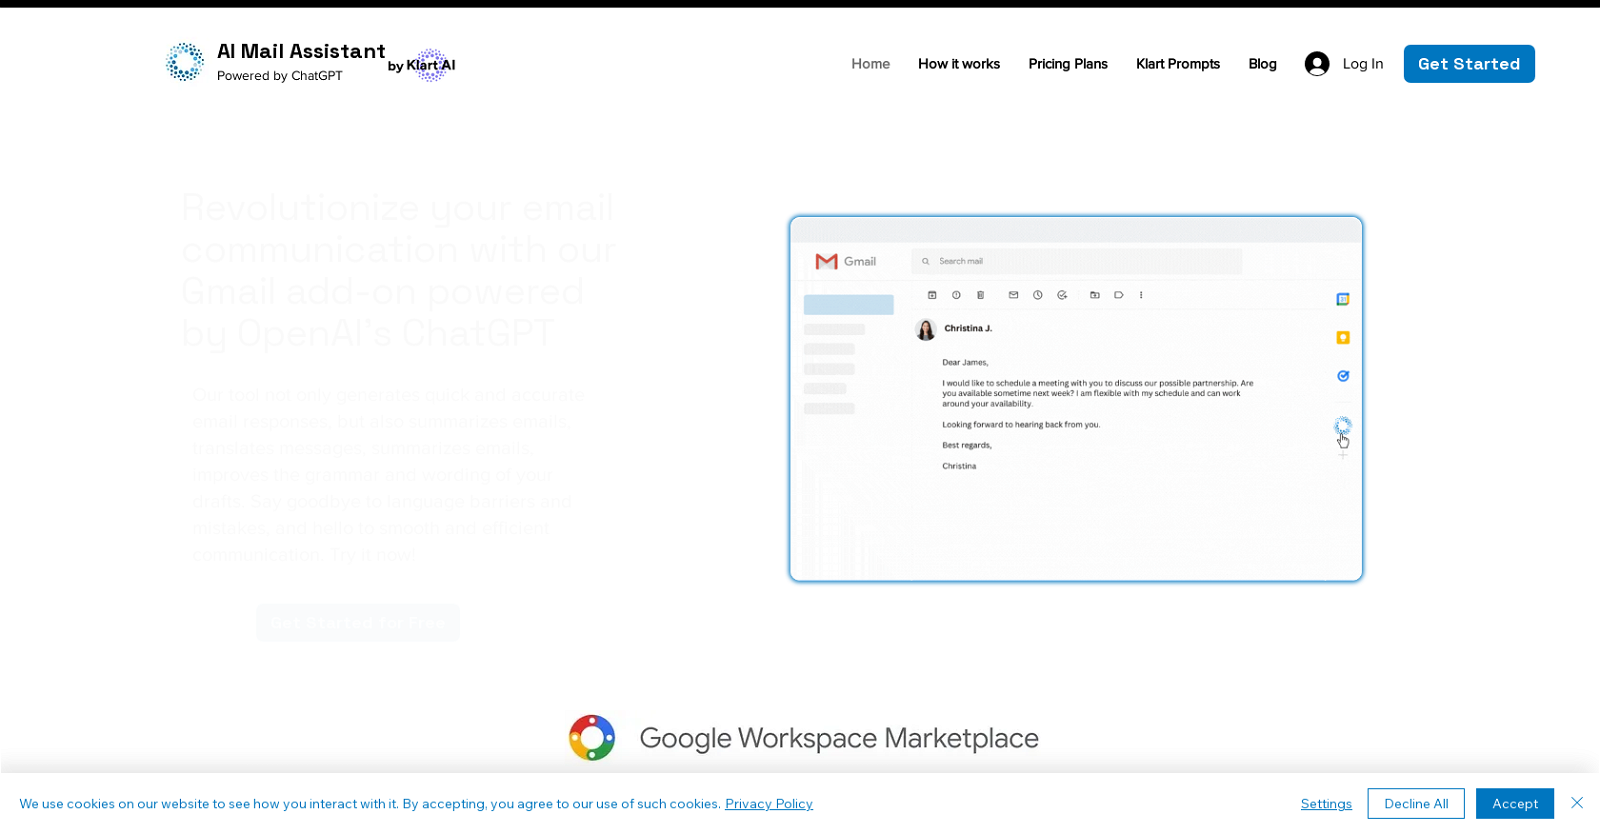 AI Mail Assistant
Powered by ChatGPT
by Klart AI
Home
How it works
Pricing Plans
Klart Prompts
Blog
Log In
Get Started
Revolutionize your email
communication with our
Gmail add-on powered
by OpenAI's ChatGPT
Our tool not only generates quick and accurate
email responses, but also summarizes emails,
translates messages, summarizes emails,
improves the grammar and wording of your
drafts. Say goodbye to language barriers and
mistakes, and hello to smooth and efficient
communication. Try it now!
Get Started for Free
Gmail
Search mail
Christina J.
Dear James,
I would like to schedule a meeting with you to discuss our possible partnership. Are
you available sometime next week? I am flexible with my schedule and can work
around your availability.
Looking forward to hearing back from you.
Best regards,
Christina
Google Workspace Marketplace
We use cookies on our website to see how you interact with it. By accepting, you agree to our use of such cookies. Privacy Policy
Settings
Decline All
Accept